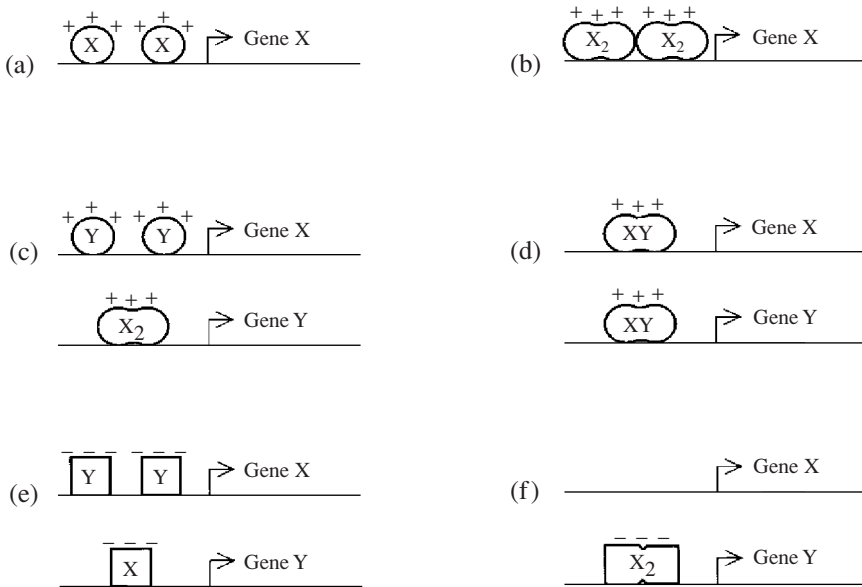 (a) + + + + + +
X X Gene X
(b) + + + + + +
X₂ X₂ Gene X
(c) + + + + + +
Y Y Gene X
+ + +
X₂ Gene Y
(d) + + +
XY Gene X
+ + +
XY Gene Y
(e) − − − − − −
Y Y Gene X
− − −
X Gene Y
(f) Gene X
− − −
X₂ Gene Y